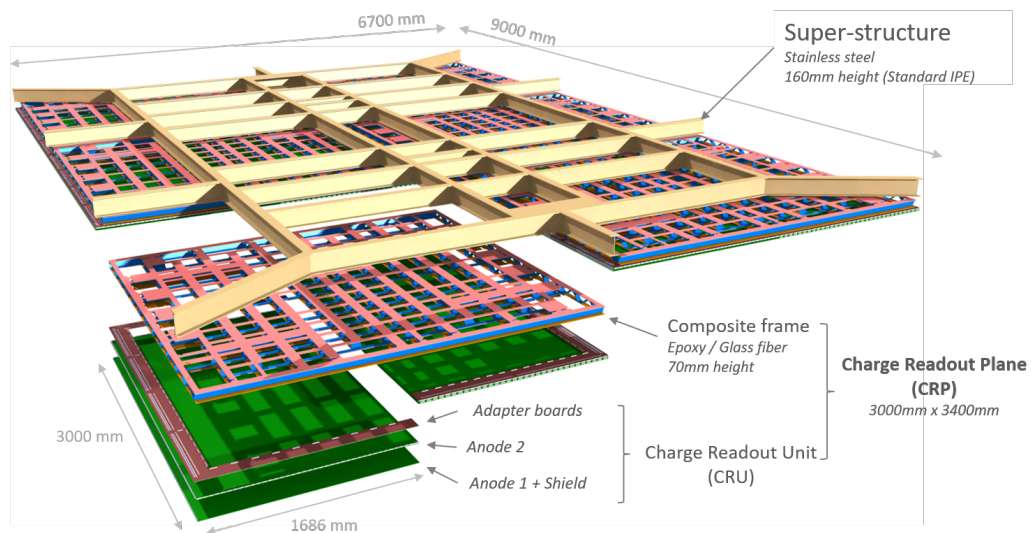 6700 mm
9000 mm
Super-structure
Stainless steel
160mm height (Standard IPE)
Composite frame
Epoxy / Glass fiber
70mm height
Charge Readout Plane
(CRP)
3000mm x 3400mm
3000 mm
Adapter boards
Anode 2
Charge Readout Unit
(CRU)
Anode 1 + Shield
1686 mm